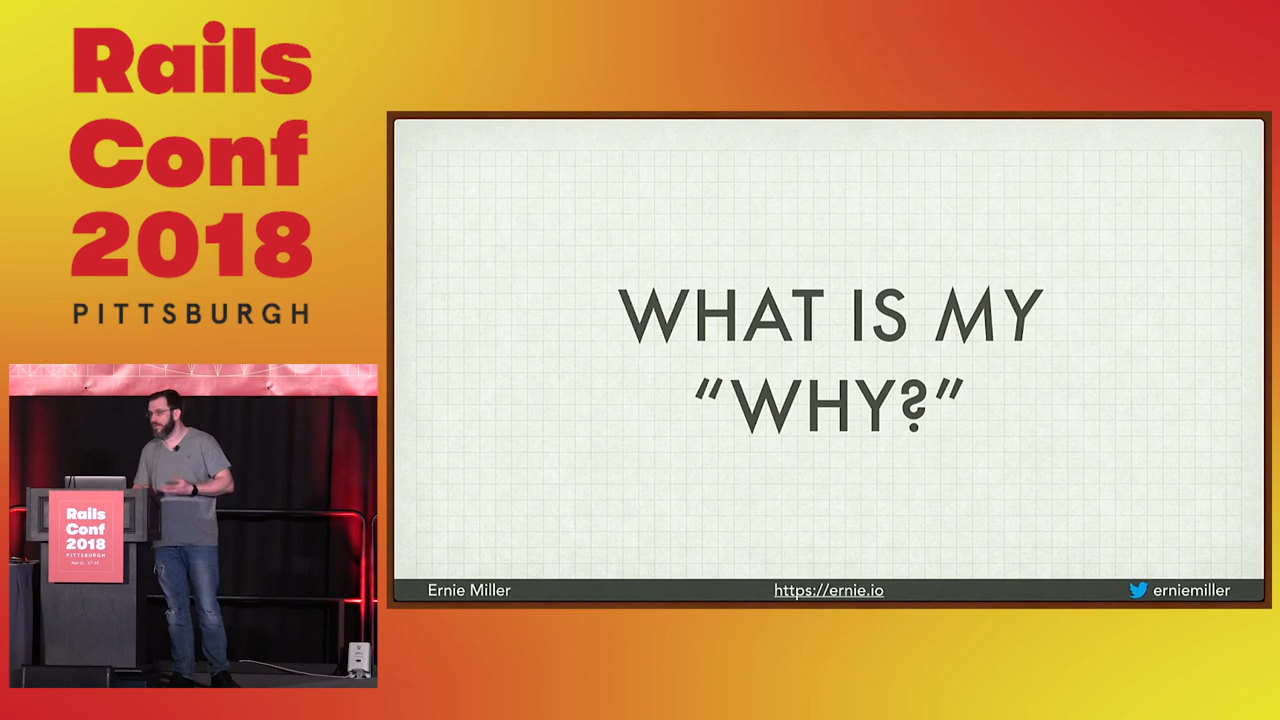 Rails
Conf
2018
PITTSBURGH
WHAT IS MY
“WHY?”
Ernie Miller
https://ernie.io
erniemiller
Rails
Conf
2018
PITTSBURGH